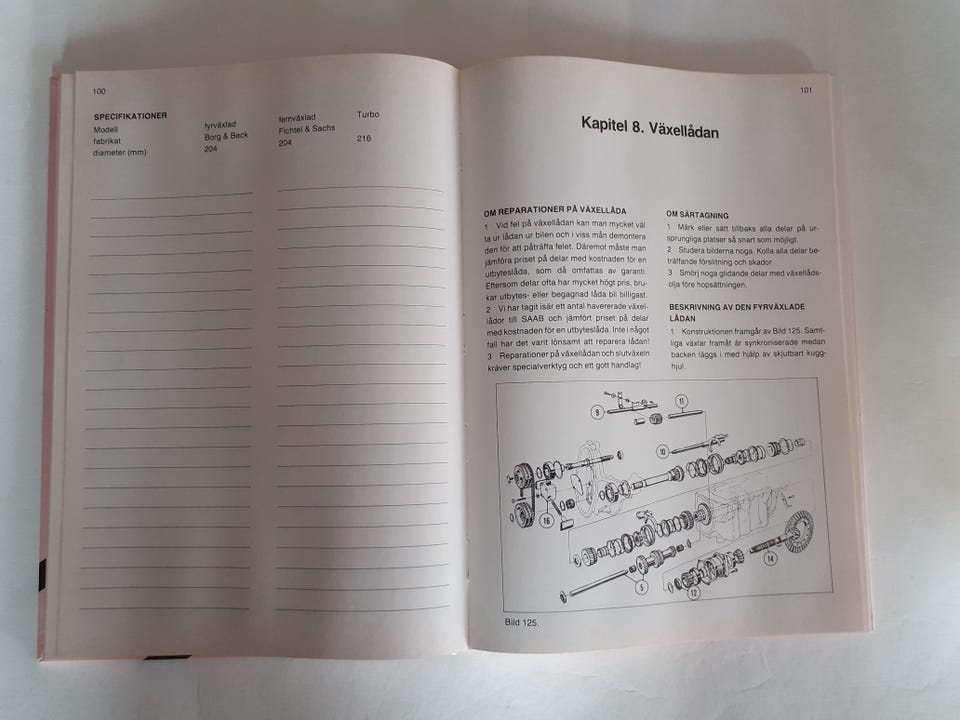 100
SPECIFIKATIONER
Modell fyrväxlad femväxlad Turbo
fabrikat Borg & Beck Fichtel & Sachs
diameter (mm) 204 204 216
101
Kapitel 8. Växellådan
OM REPARATIONER PÅ VÄXELLÅDA
1 Vid fel på växellådan kan man mycket väl
ta ur lådan ur bilen och i viss mån demontera
den för att påträffa felet. Däremot måste man
jämföra priset på delar med kostnaden för en
utbyteslåda, som då omfattas av garanti.
Eftersom delar ofta har mycket högt pris, bru-
kar utbytes- eller begagnad låda bli billigast.
2 Vi har tagit isär ett antal havererade växel-
lådor till SAAB och jämfört priset på delar
med kostnaden för en utbyteslåda. Inte i något
fall har det varit lönsamt att reparera lådan!
3 Reparationer på växellådan och slutväxeln
kräver specialverktyg och ett gott handlag!
OM SÄRTAGNING
1 Märk eller sätt tillbaks alla delar på ur-
sprungliga platser så snart som möjligt.
2 Studera bilderna noga. Kolla alla delar be-
träffande förslitning och skador.
3 Smörj noga glidande delar med växellåds-
olja före hopsättningen.
BESKRIVNING AV DEN FYRVÄXLADE
LÅDAN
1 Konstruktionen framgår av Bild 125. Samt-
liga växlar framåt är synkroniserade medan
backen läggs i med hjälp av skjutbart kugg-
hjul.
9
11
10
16
5
12
14
Bild 125.